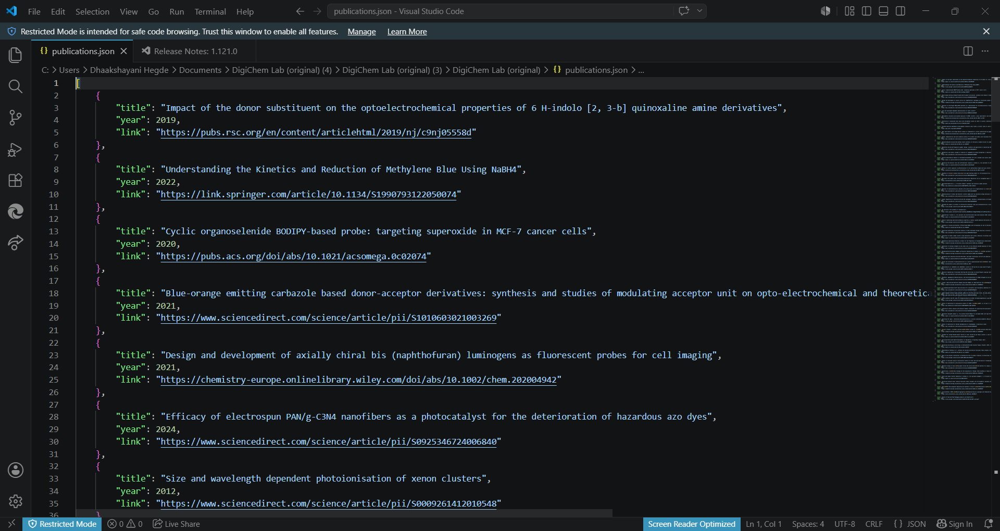 File Edit Selection View Go Run Terminal Help
publications.json - Visual Studio Code
Restricted Mode is intended for safe code browsing. Trust this window to enable all features. Manage Learn More
{} publications.json Release Notes: 1.121.0
C: > Users > Dhaakshayani Hegde > Documents > DigiChem Lab (original) (4) > DigiChem Lab (original) (3) > DigiChem Lab (original) > {} publications.json > ...
1 [
2 {
3 "title": "Impact of the donor substituent on the optoelectrochemical properties of 6 H-indolo [2, 3-b] quinoxaline amine derivatives",
4 "year": 2019,
5 "link": "https://pubs.rsc.org/en/content/articlehtml/2019/nj/c9nj05558d"
6 },
7 {
8 "title": "Understanding the Kinetics and Reduction of Methylene Blue Using NaBH4",
9 "year": 2022,
10 "link": "https://link.springer.com/article/10.1134/S1990793122050074"
11 },
12 {
13 "title": "Cyclic organoselenide BODIPY-based probe: targeting superoxide in MCF-7 cancer cells",
14 "year": 2020,
15 "link": "https://pubs.acs.org/doi/abs/10.1021/acsomega.0c02074"
16 },
17 {
18 "title": "Blue-orange emitting carbazole based donor-acceptor derivatives: synthesis and studies of modulating acceptor unit on opto-electrochemical and theoretica
19 "year": 2021,
20 "link": "https://www.sciencedirect.com/science/article/pii/S1010603021003269"
21 },
22 {
23 "title": "Design and development of axially chiral bis (naphthofuran) luminogens as fluorescent probes for cell imaging",
24 "year": 2021,
25 "link": "https://chemistry-europe.onlinelibrary.wiley.com/doi/abs/10.1002/chem.202004942"
26 },
27 {
28 "title": "Efficacy of electrospun PAN/g-C3N4 nanofibers as a photocatalyst for the deterioration of hazardous azo dyes",
29 "year": 2024,
30 "link": "https://www.sciencedirect.com/science/article/pii/S0925346724006840"
31 },
32 {
33 "title": "Size and wavelength dependent photoionisation of xenon clusters",
34 "year": 2012,
35 "link": "https://www.sciencedirect.com/science/article/pii/S0009261412010548"
36 }
Restricted Mode 0 0 Live Share Screen Reader Optimized Ln 1, Col 1 Spaces: 4 UTF-8 CRLF {} JSON Sign In